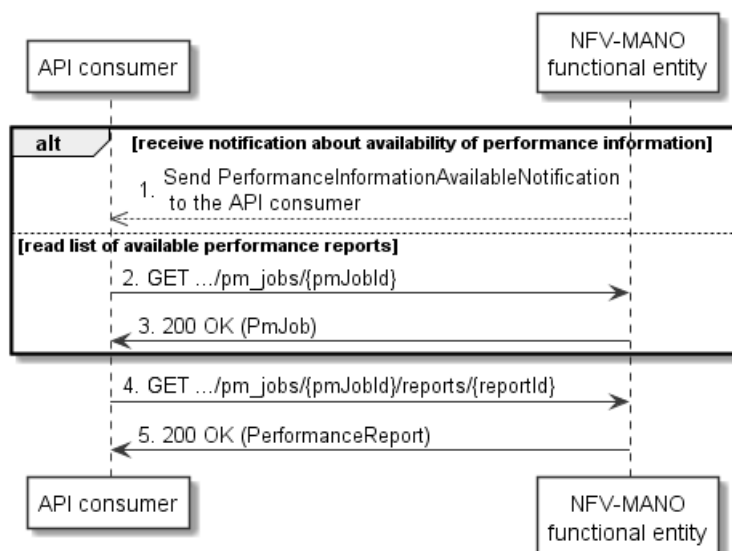 API consumer
NFV-MANO
functional entity
alt
[receive notification about availability of performance information]
1. Send PerformanceInformationAvailableNotification
to the API consumer
[read list of available performance reports]
2. GET .../pm_jobs/{pmJobId}
3. 200 OK (PmJob)
4. GET .../pm_jobs/{pmJobId}/reports/{reportId}
5. 200 OK (PerformanceReport)
API consumer
NFV-MANO
functional entity